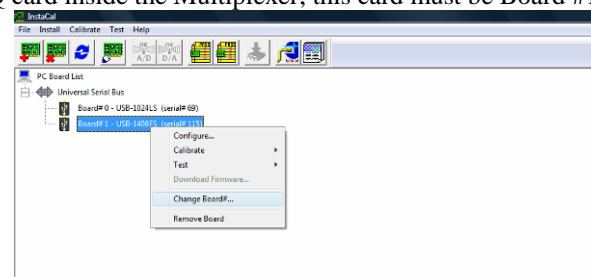 card inside the Multiplexer, this card must be Board
InstaCal
File Install Calibrate Test Help
OK
A/D
OK
D/A
PC Board List
Universal Serial Bus
Board# 0 - USB-1024LS (serial# 69)
Board# 1 - USB-1408FS (serial# 115)
Configure...
Calibrate
Test
Download Firmware...
Change Board#...
Remove Board